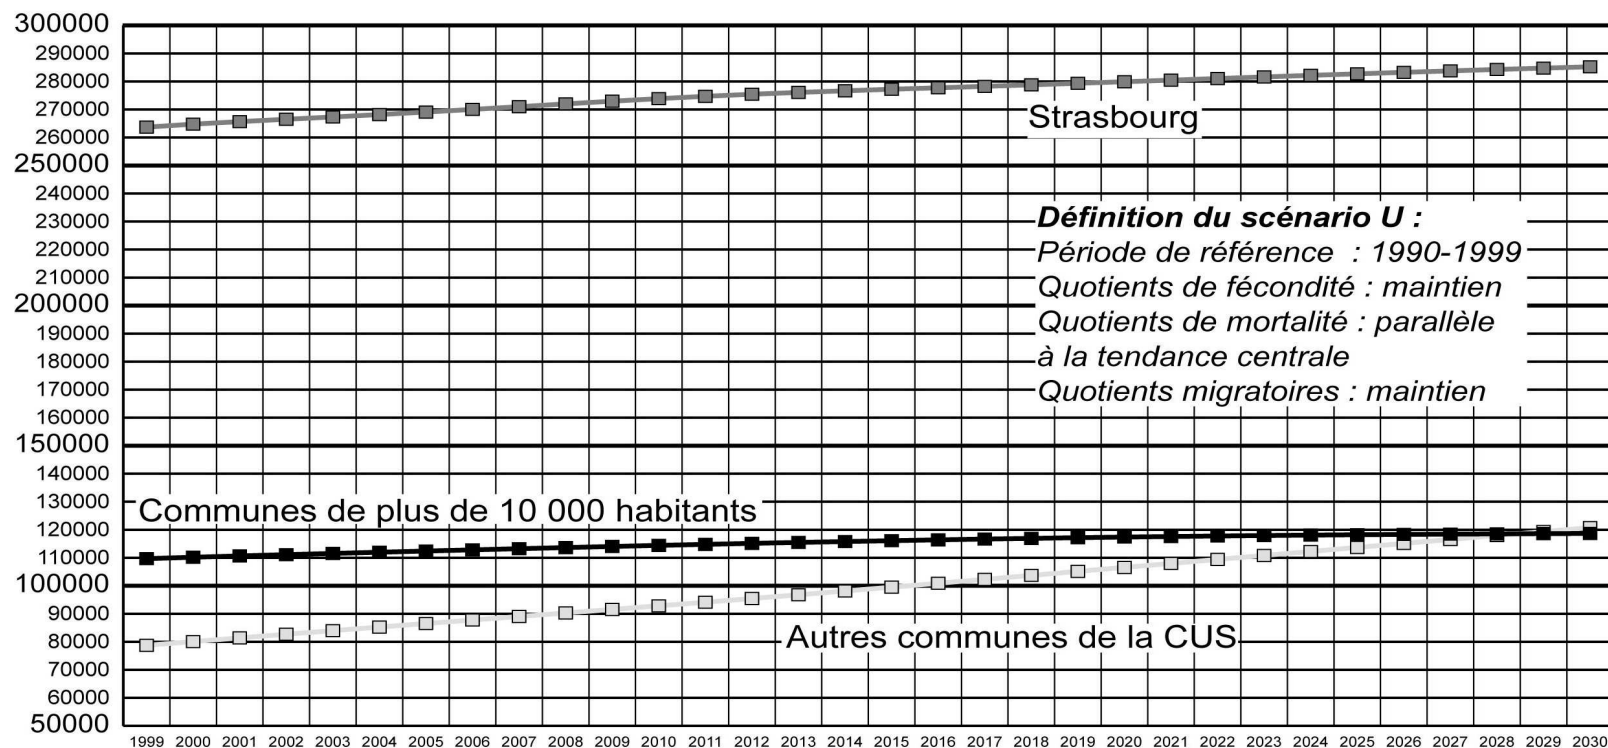 300000
290000
280000
270000
260000
250000
240000
230000
220000
210000
200000
190000
180000
170000
160000
150000
140000
130000
120000
110000
100000
90000
80000
70000
60000
50000
Strasbourg
Définition du scénario U :
Période de référence : 1990-1999
Quotients de fécondité : maintien
Quotients de mortalité : parallèle
à la tendance centrale
Quotients migratoires : maintien
Communes de plus de 10 000 habitants
Autres communes de la CUS
1999 2000 2001 2002 2003 2004 2005 2006 2007 2008 2009 2010 2011 2012 2013 2014 2015 2016 2017 2018 2019 2020 2021 2022 2023 2024 2025 2026 2027 2028 2029 2030